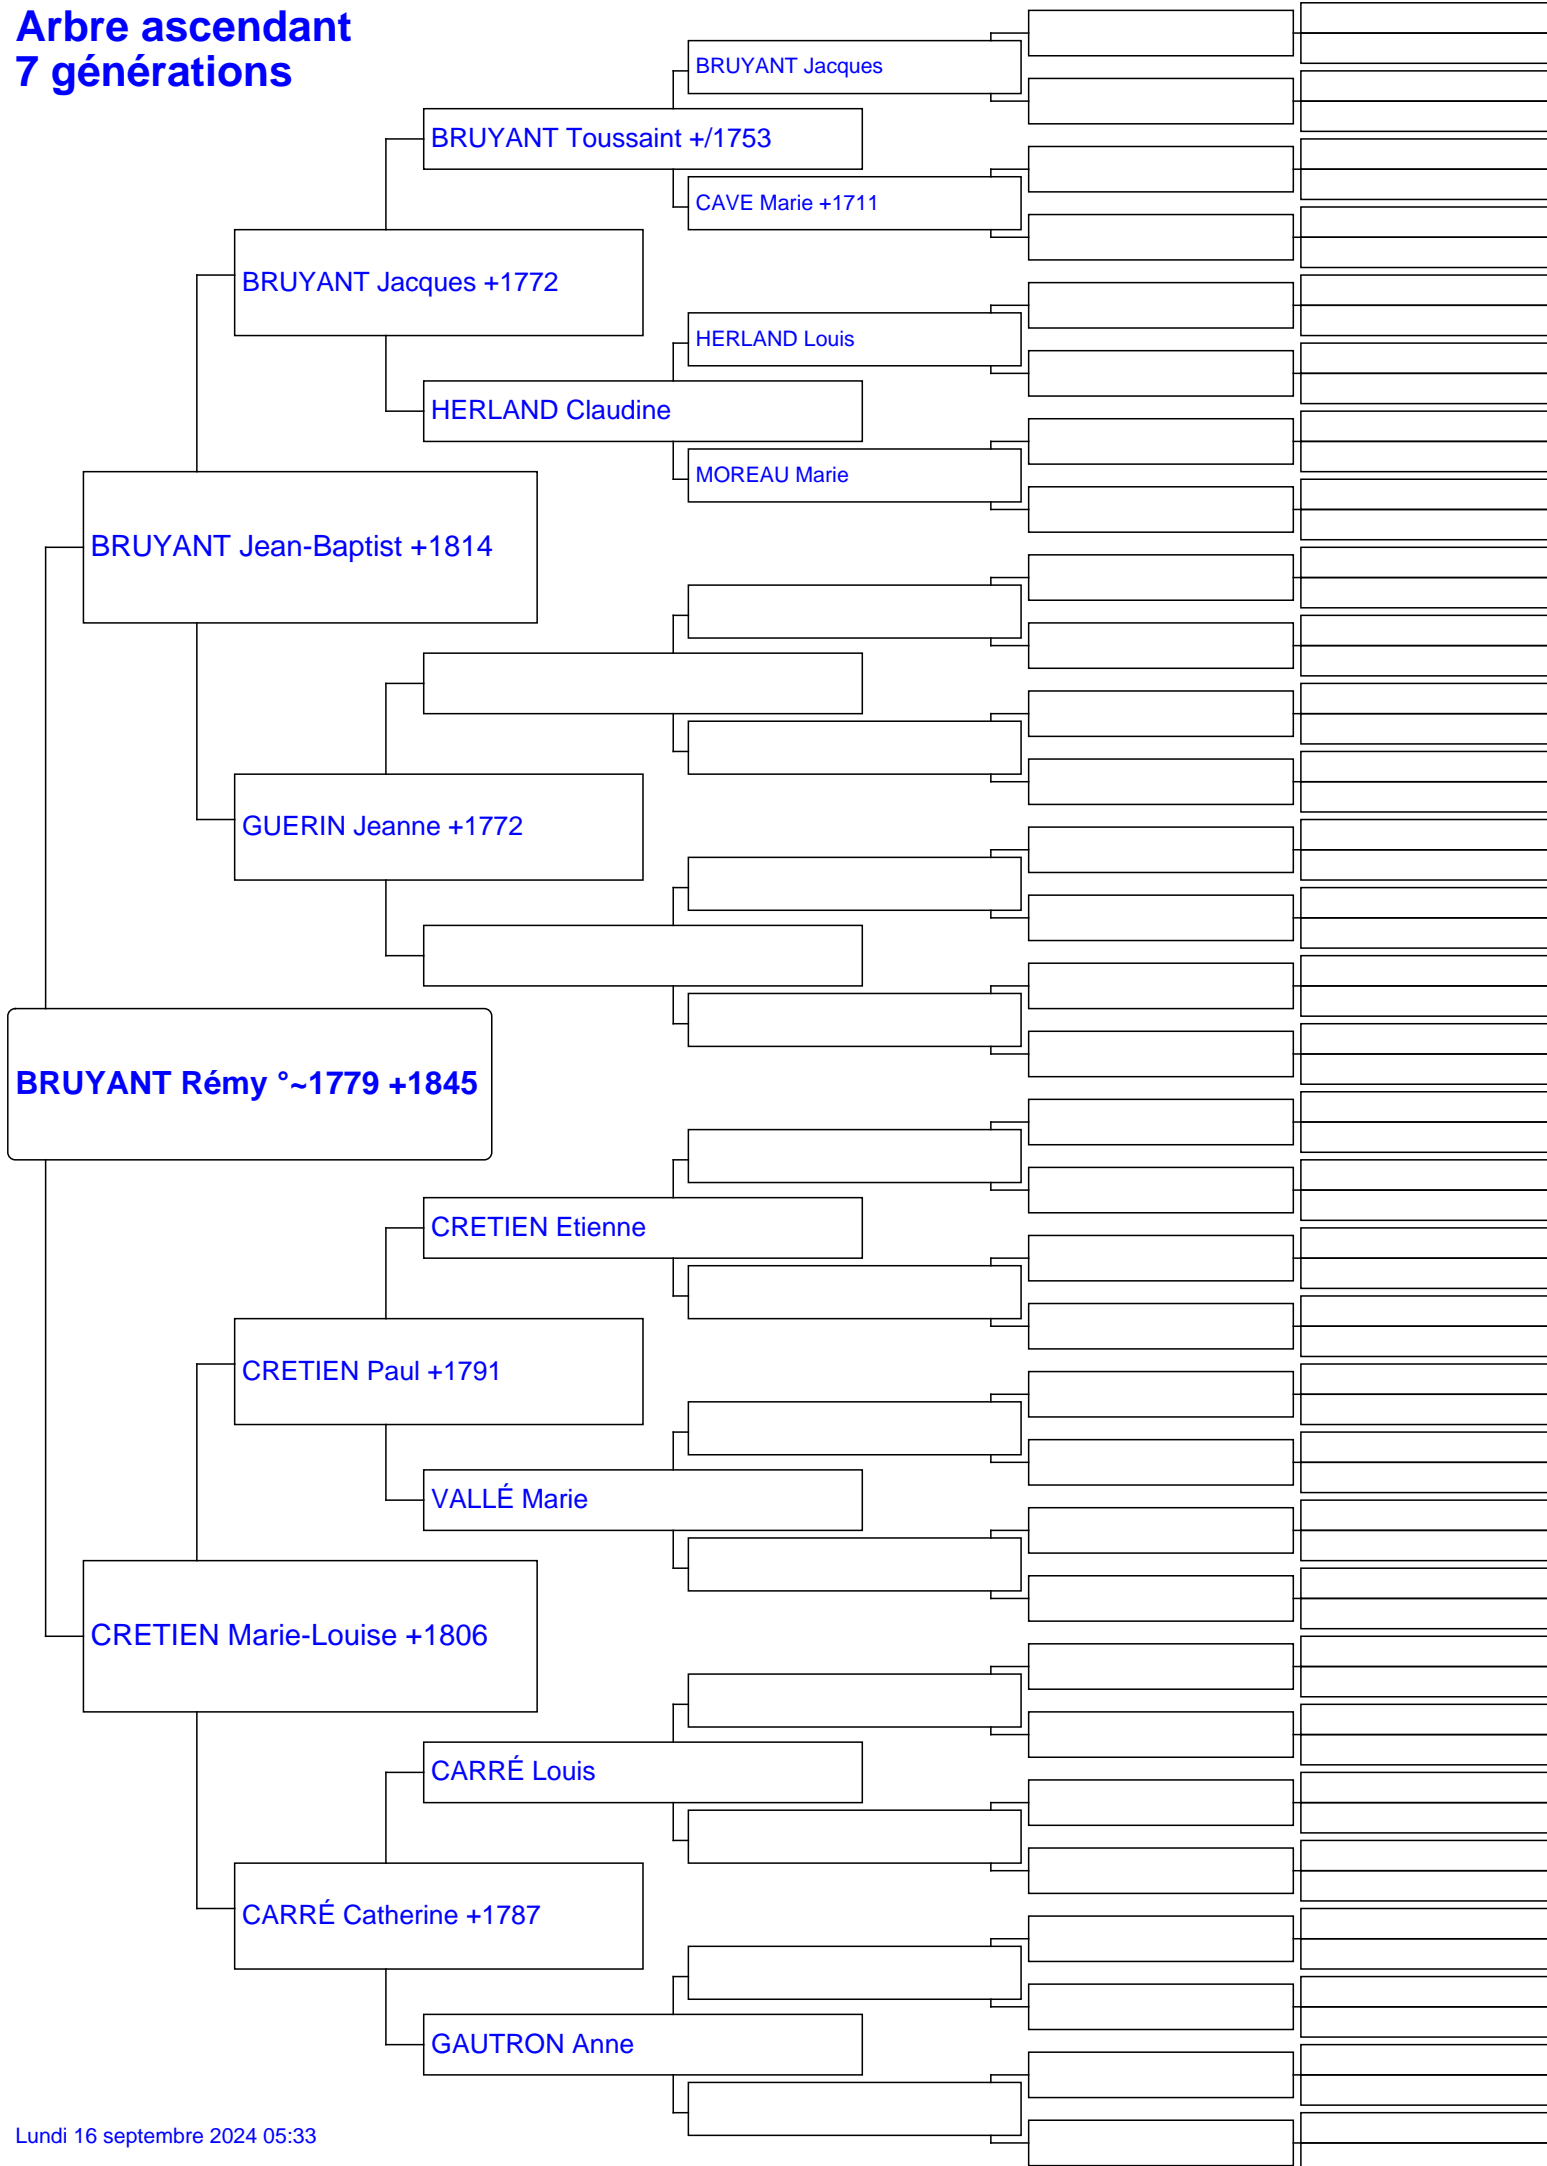 Arbre ascendant
7 générations
BRUYANT Jacques
BRUYANT Toussaint +/1753
CAVE Marie +1711
BRUYANT Jacques +1772
HERLAND Louis
HERLAND Claudine
MOREAU Marie
BRUYANT Jean-Baptist +1814
GUERIN Jeanne +1772
BRUYANT Rémy °~1779 +1845
CRETIEN Etienne
CRETIEN Paul +1791
VALLÉ Marie
CRETIEN Marie-Louise +1806
CARRÉ Louis
CARRÉ Catherine +1787
GAUTRON Anne
Lundi 16 septembre 2024 05:33